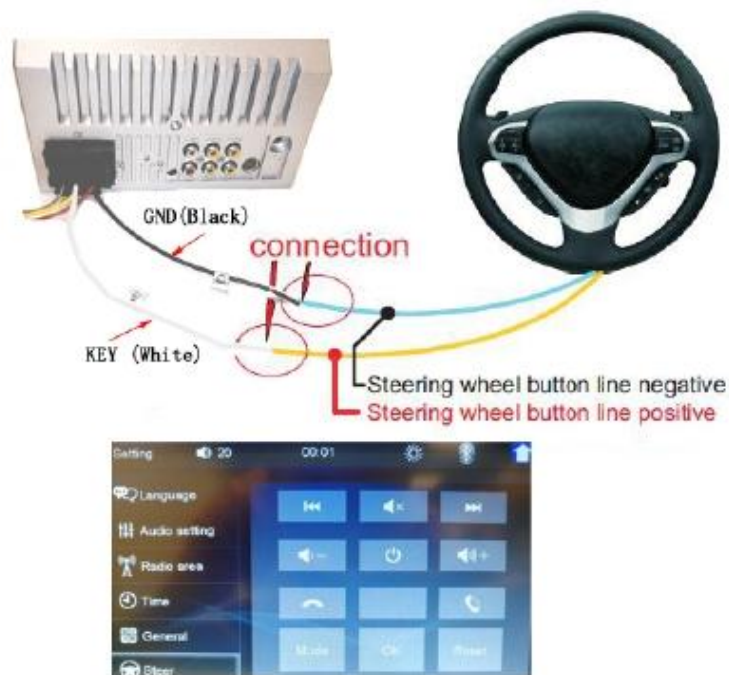 GND(Black)
connection
KEY (White)
Steering wheel button line negative
Steering wheel button line positive
Setting 20 00:01
Language
Audio setting
Radio area
Time
General
Steer
Mode OK Reset